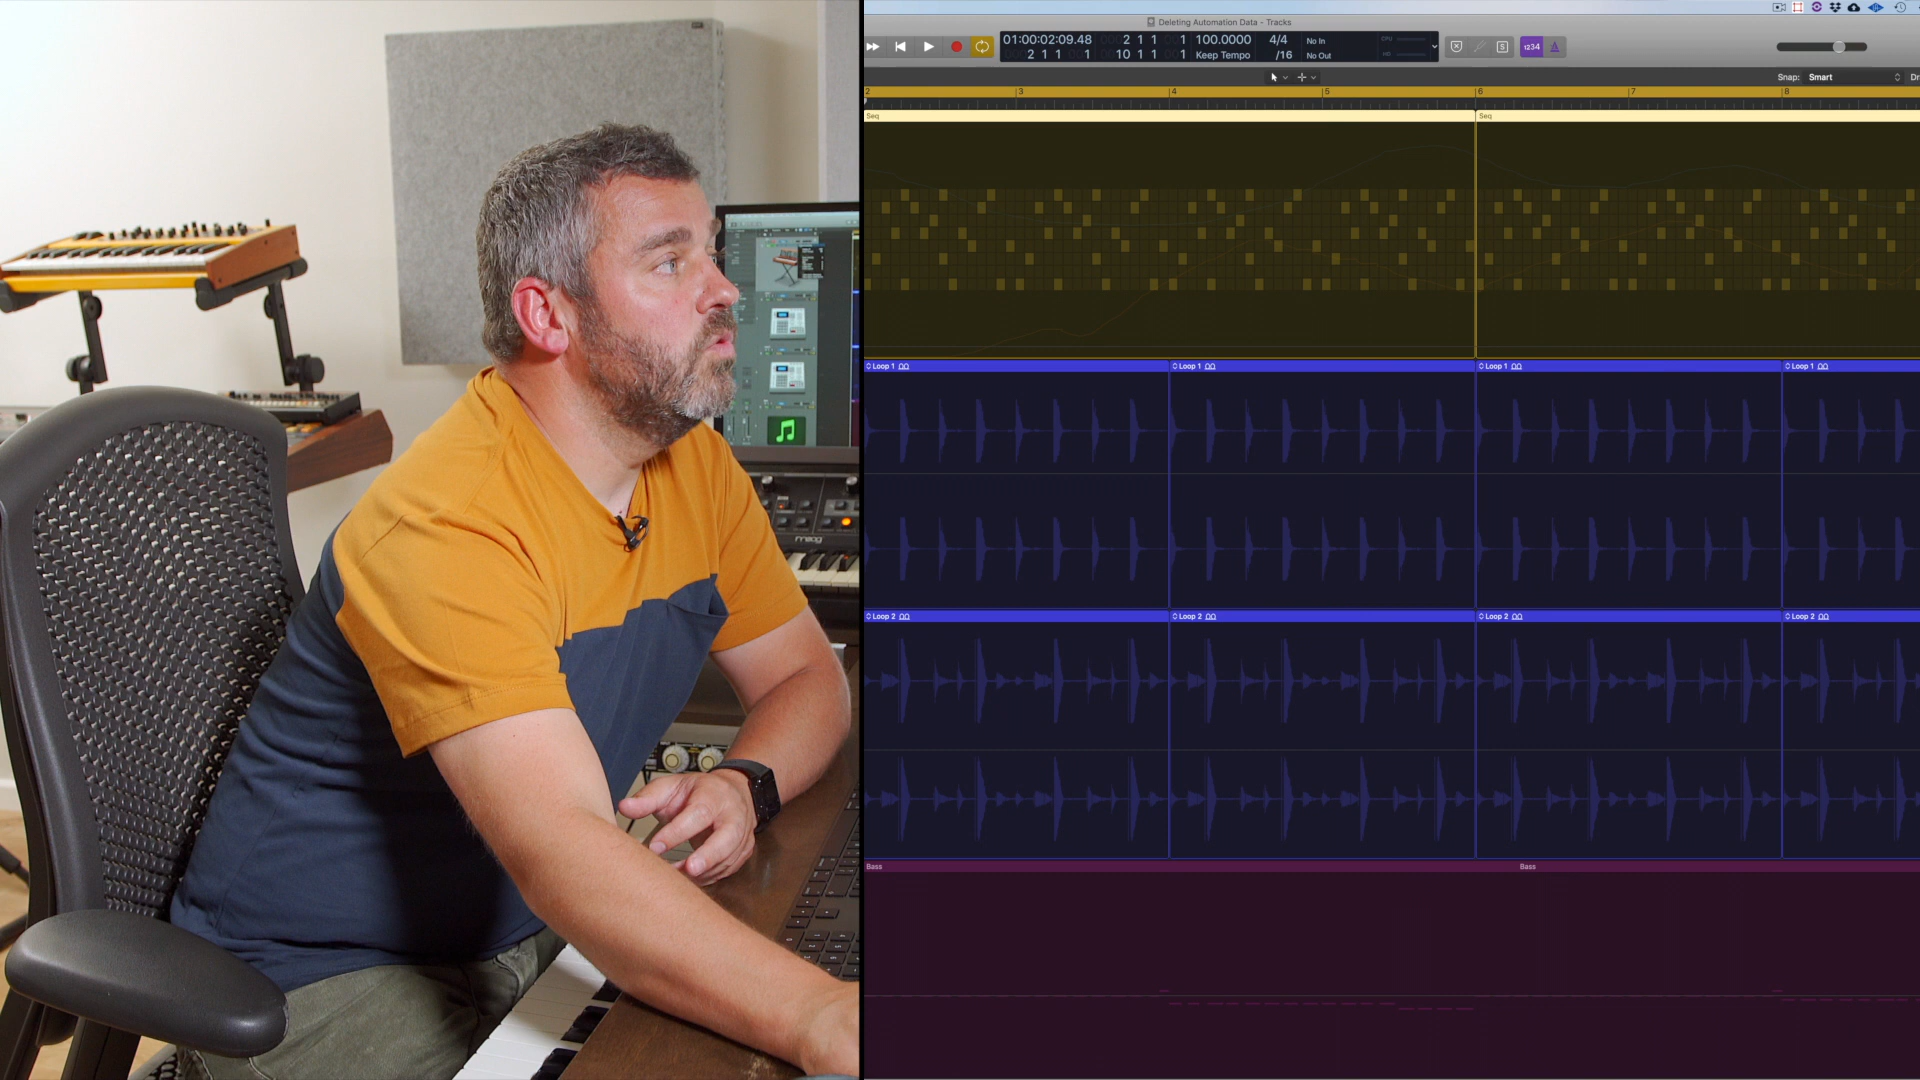 Deleting Automation Data - Tracks
01:00:02:09.48 2 1 1 1 100.0000 4/4 No In
2 1 1 1 10 1 1 1 Keep Tempo /16 No Out
CPU
HD
S
1234
Snap: Smart
2 3 4 5 6 7 8
Seq Seq
Loop 1 Loop 1 Loop 1 Loop 1
Loop 2 Loop 2 Loop 2 Loop 2
Bass Bass
moog